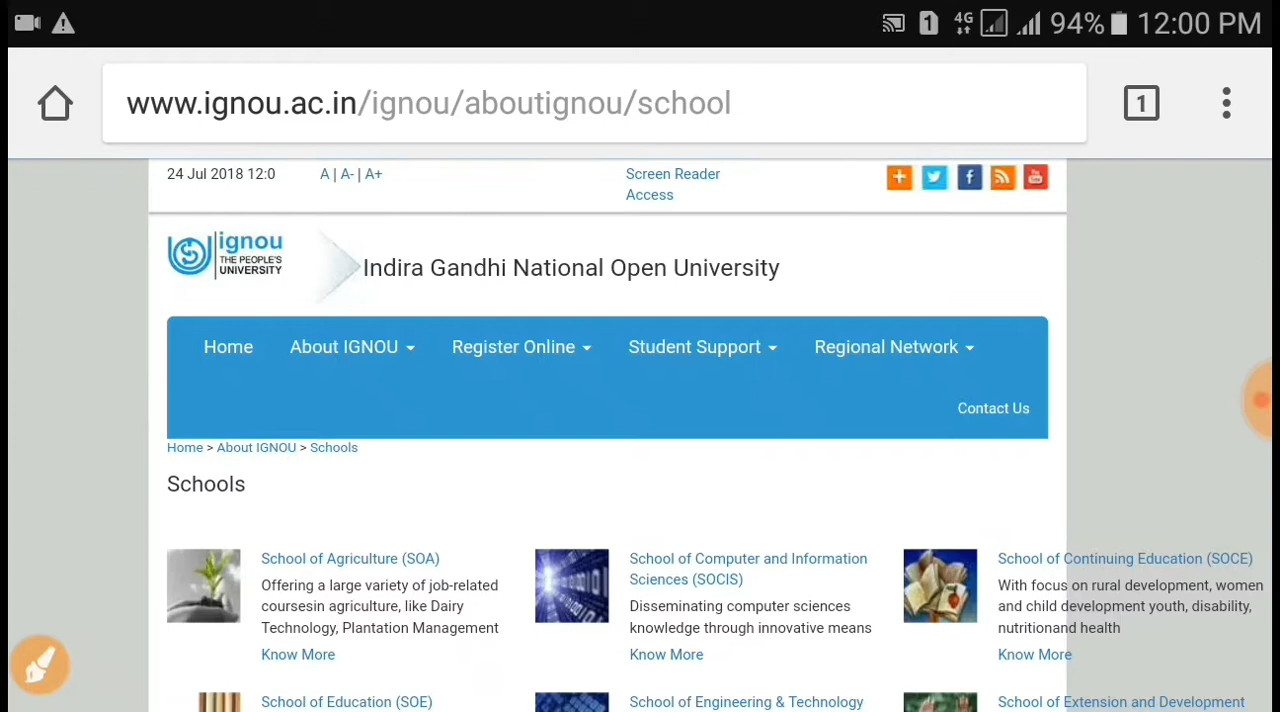 1 4G 94% 12:00 PM
www.ignou.ac.in/ignou/aboutignou/school
1
24 Jul 2018 12:0 A | A- | A+ Screen Reader
Access
You
ignou
THE PEOPLE'S
UNIVERSITY
Indira Gandhi National Open University
Home About IGNOU Register Online Student Support Regional Network
Contact Us
Home > About IGNOU > Schools
Schools
School of Agriculture (SOA)
Offering a large variety of job-related
coursesin agriculture, like Dairy
Technology, Plantation Management
Know More
School of Computer and Information
Sciences (SOCIS)
Disseminating computer sciences
knowledge through innovative means
Know More
School of Continuing Education (SOCE)
With focus on rural development, women
and child development youth, disability,
nutritionand health
Know More
School of Education (SOE)
School of Engineering & Technology
School of Extension and Development